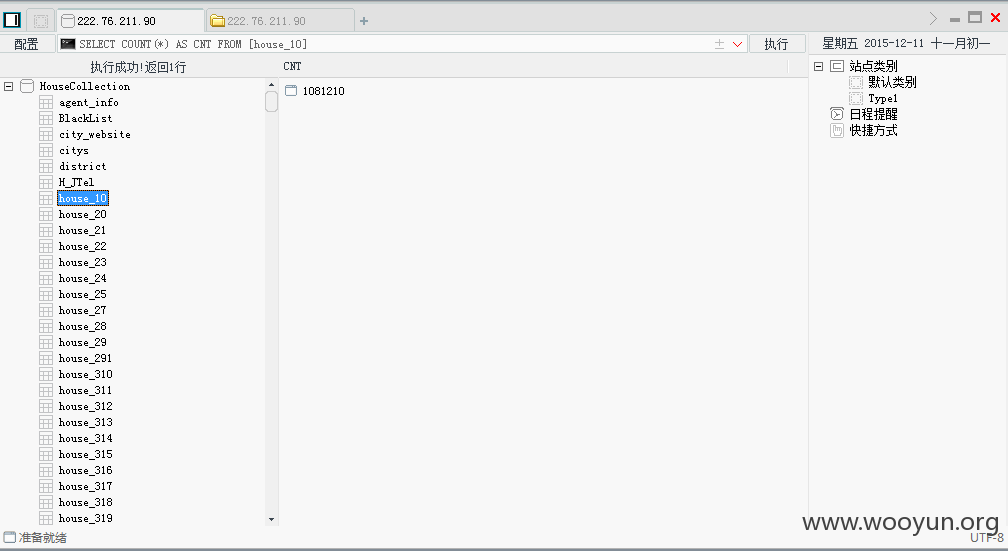 222.76.211.90
222.76.211.90
配置
SELECT COUNT(*) AS CNT FROM [house_10]
执行
星期五 2015-12-11 十一月初一
执行成功!返回1行
CNT
HouseCollection
agent_info
BlackList
city_website
citys
district
H_JTel
house_10
house_20
house_21
house_22
house_23
house_24
house_25
house_27
house_28
house_29
house_291
house_310
house_311
house_312
house_313
house_314
house_315
house_316
house_317
house_318
house_319
1081210
站点类别
默认类别
Type1
日程提醒
快捷方式
www.wooyun.org
准备就绪
UTF-8